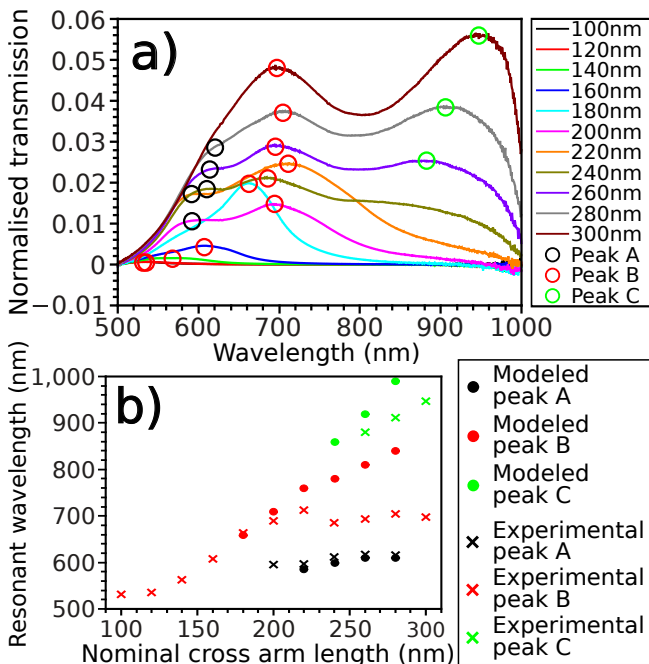 a)
0.06
0.05
0.04
0.03
0.02
0.01
0
−0.01
Normalised transmission
500
600
700
800
900
1000
Wavelength (nm)
100nm
120nm
140nm
160nm
180nm
200nm
220nm
240nm
260nm
280nm
300nm
Peak A
Peak B
Peak C
b)
1,000
900
800
700
600
500
Resonant wavelength (nm)
100
150
200
250
300
Nominal cross arm length (nm)
Modeled
peak A
Modeled
peak B
Modeled
peak C
Experimental
peak A
Experimental
peak B
Experimental
peak C